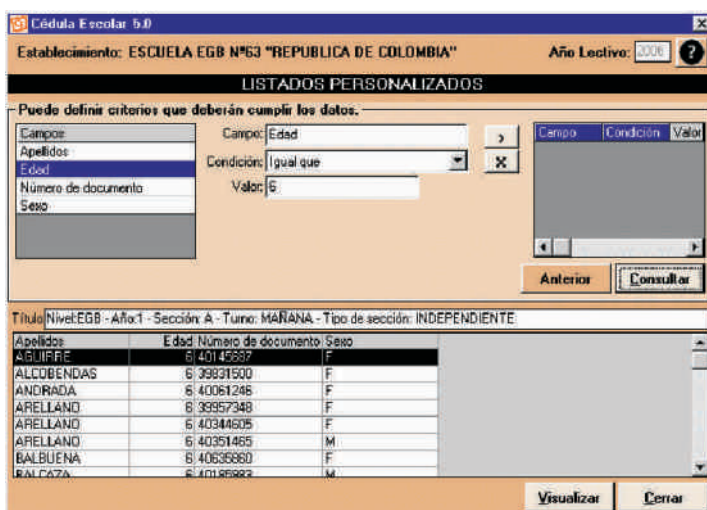 Cédula Escolar 5.0
Establecimiento: ESCUELA EGB Nº63 "REPUBLICA DE COLOMBIA" Año Lectivo: 2006 ?
LISTADOS PERSONALIZADOS
Puede definir criterios que deberán cumplir los datos.
Campos
Apellidos
Edad
Número de documento
Sexo
Campo: Edad
Condición: Igual que
Valor: 6
Campo Condición Valor
Anterior Consultar
Título Nivel:EGB - Año:1 - Sección: A - Turno: MAÑANA - Tipo de sección: INDEPENDIENTE
Apellidos Edad Número de documento Sexo
AGUIRRE 6 40145687 F
ALCOBENDAS 6 39831500 F
ANDRADA 6 40061246 F
ARELLANO 6 39957348 F
ARELLANO 6 40344605 F
ARELLANO 6 40351465 M
BALBUENA 6 40635860 F
BALCAZA 6 M
Visualizar Cerrar